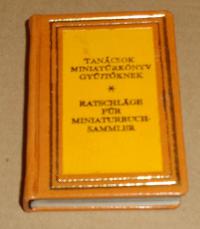 TANÁCSOK
MINIATŰRKÖNYV
GYŰJTŐKNEK
*
RATSCHLÄGE
FÜR
MINIATURBUCH-
SAMMLER